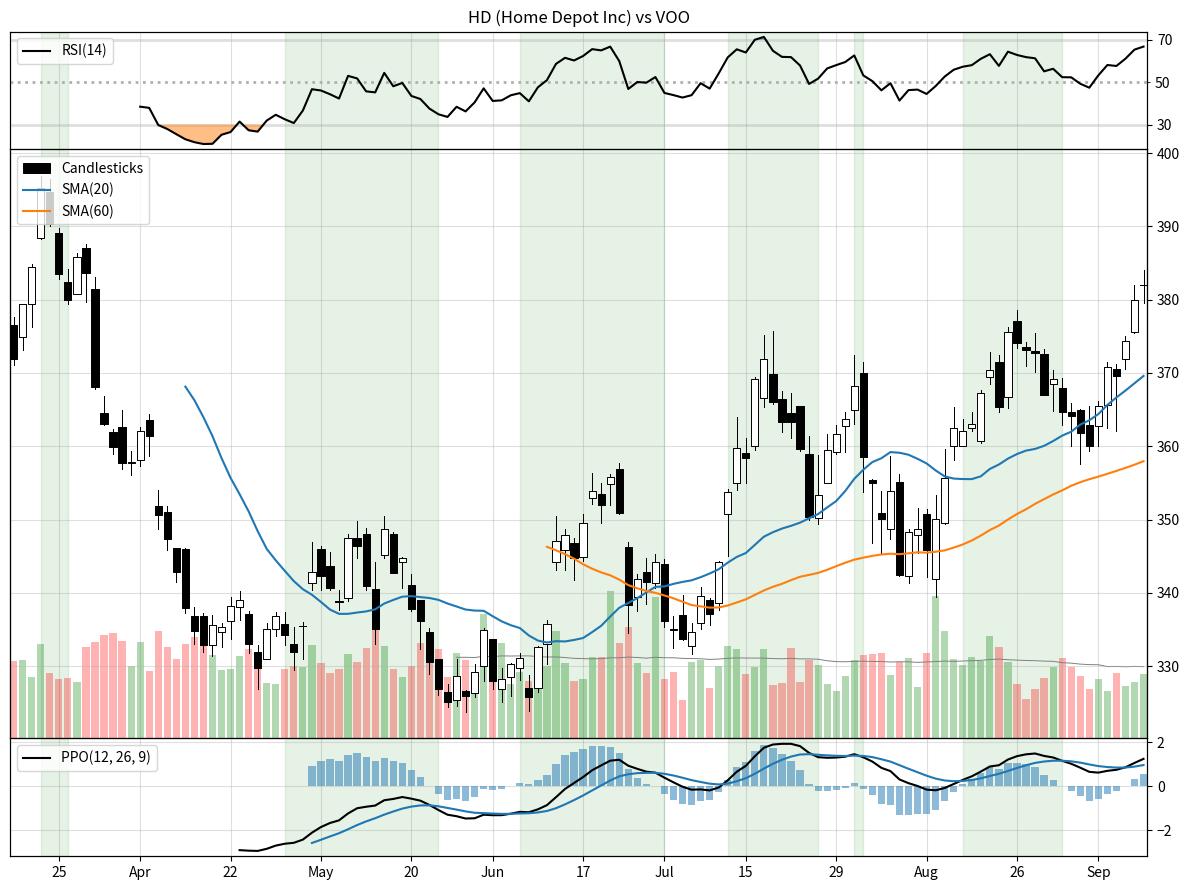 HD (Home Depot Inc) vs VOO
RSI(14)
70
50
30
Candlesticks
SMA(20)
SMA(60)
400
390
380
370
360
350
340
330
PPO(12, 26, 9)
2
0
−2
25 Apr 22 May 20 Jun 17 Jul 15 29 Aug 26 Sep